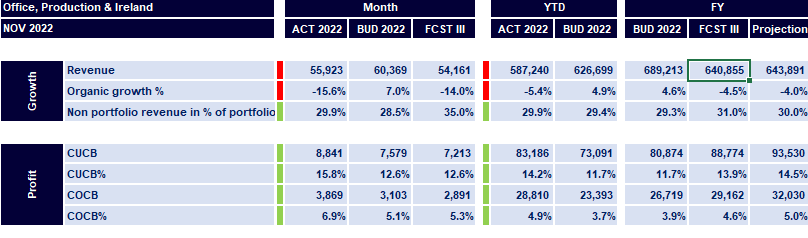 Office, Production & Ireland Month YTD FY
NOV 2022 ACT 2022 BUD 2022 FCST III ACT 2022 BUD 2022 BUD 2022 FCST III Projection
Growth
Revenue 55,923 60,369 54,161 587,240 626,699 689,213 640,855 643,891
Organic growth % -15.6% 7.0% -14.0% -5.4% 4.9% 4.6% -4.5% -4.0%
Non portfolio revenue in % of portfolio 29.9% 28.5% 35.0% 29.9% 29.4% 29.3% 31.0% 30.0%
Profit
CUCB 8,841 7,579 7,213 83,186 73,091 80,874 88,774 93,530
CUCB% 15.8% 12.6% 12.6% 14.2% 11.7% 11.7% 13.9% 14.5%
COCB 3,869 3,103 2,891 28,810 23,393 26,719 29,162 32,030
COCB% 6.9% 5.1% 5.3% 4.9% 3.7% 3.9% 4.6% 5.0%